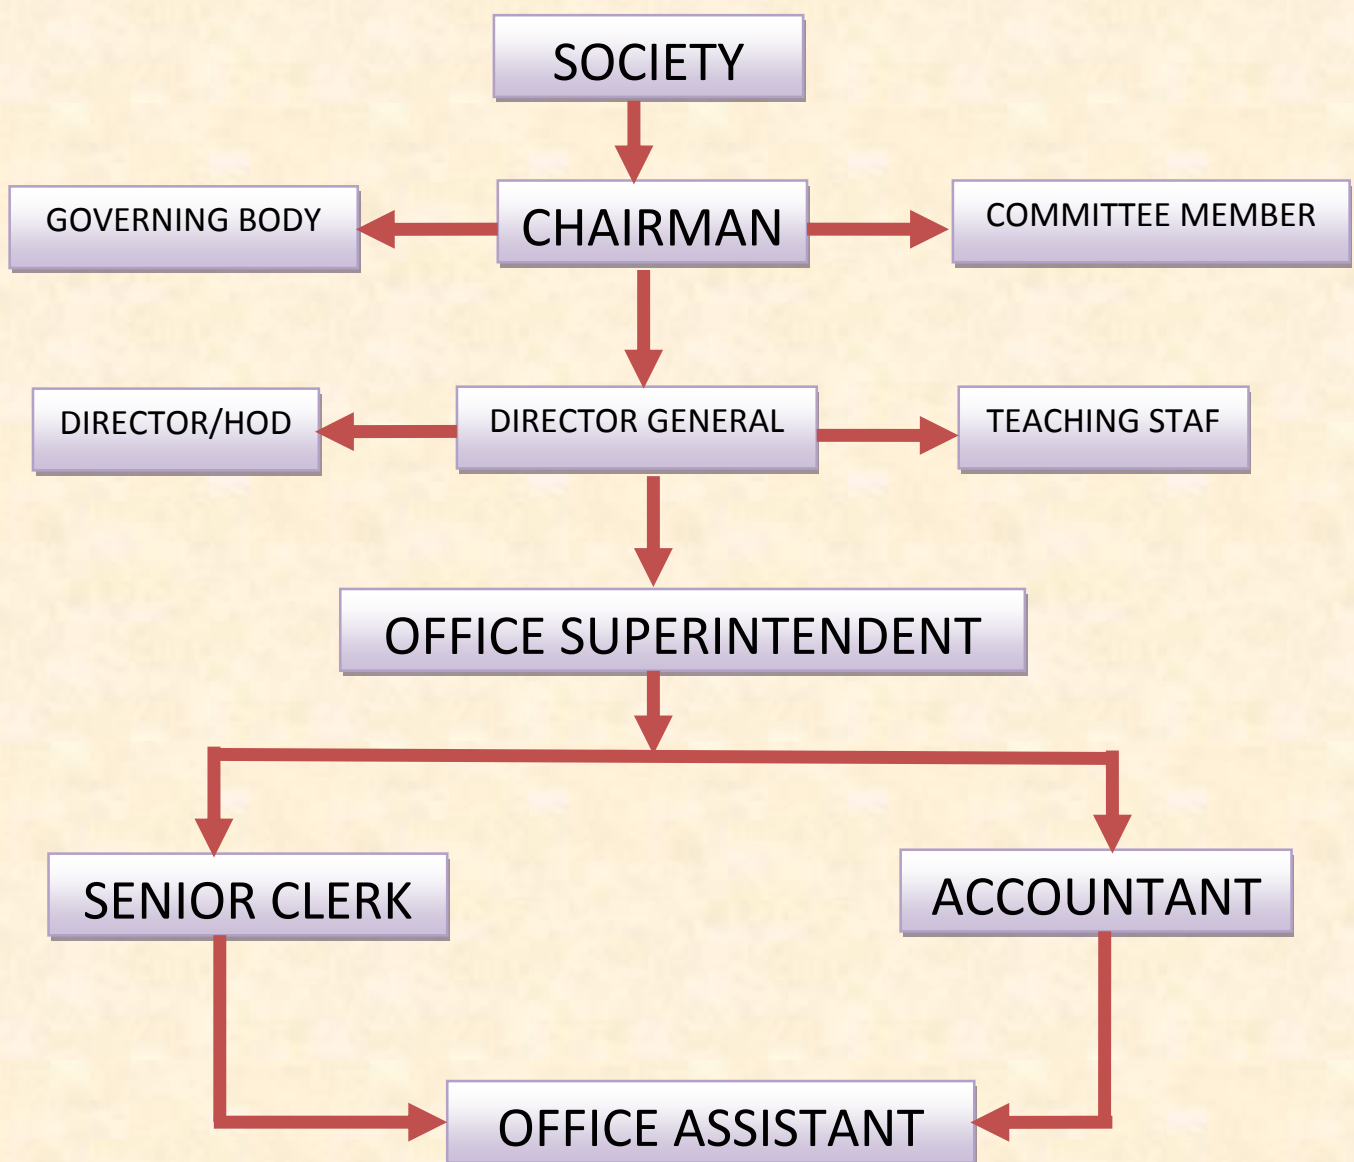 SOCIETY
GOVERNING BODY
CHAIRMAN
COMMITTEE MEMBER
DIRECTOR/HOD
DIRECTOR GENERAL
TEACHING STAF
OFFICE SUPERINTENDENT
SENIOR CLERK
ACCOUNTANT
OFFICE ASSISTANT